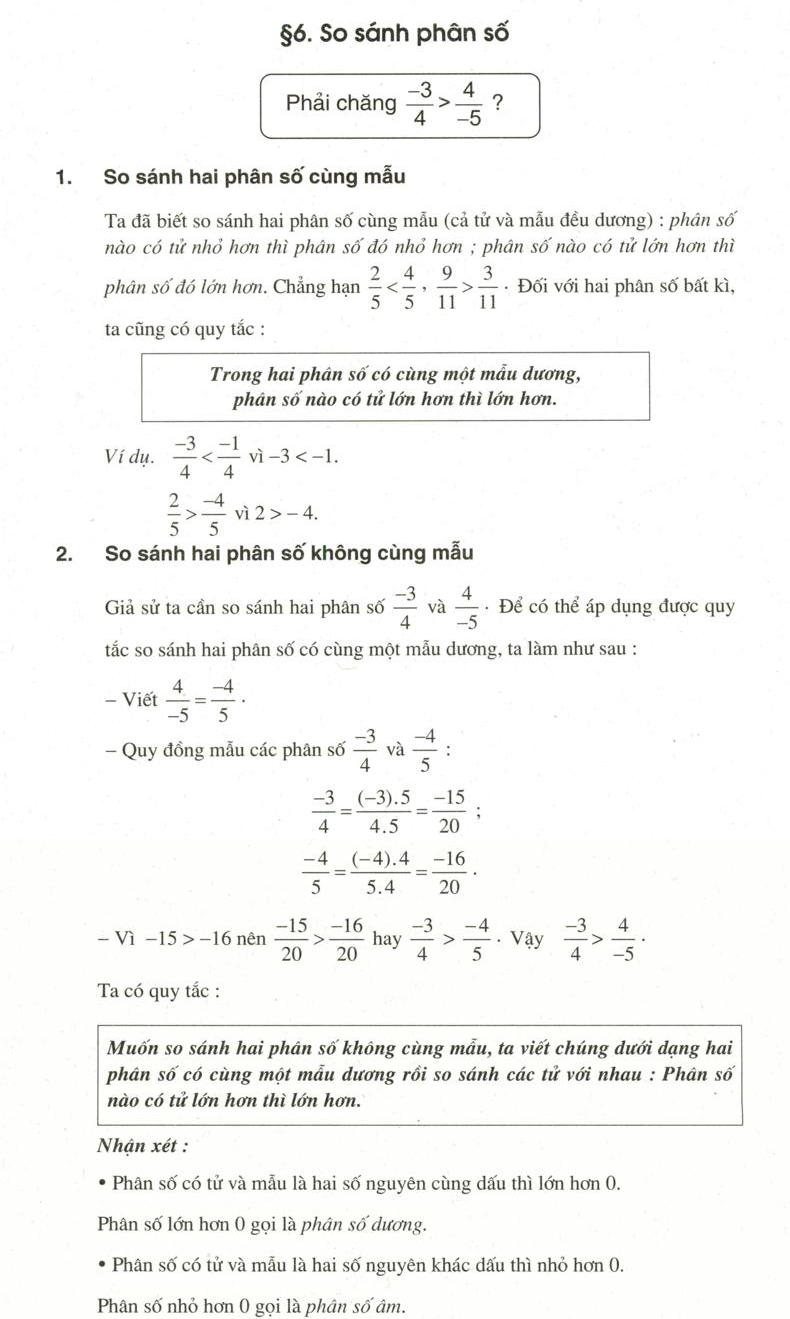 §6. So sánh phân số
Phải chăng \frac{-3}{4} > \frac{4}{-5} ?
1. So sánh hai phân số cùng mẫu
Ta đã biết so sánh hai phân số cùng mẫu (cả tử và mẫu đều dương) : phân số
nào có tử nhỏ hơn thì phân số đó nhỏ hơn ; phân số nào có tử lớn hơn thì
phân số đó lớn hơn. Chẳng hạn \frac{2}{5} < \frac{4}{5} , \frac{9}{11} > \frac{3}{11} . Đối với hai phân số bất kì,
ta cũng có quy tắc :
Trong hai phân số có cùng một mẫu dương,
phân số nào có tử lớn hơn thì lớn hơn.
Ví dụ. \frac{-3}{4} < \frac{-1}{4} vì -3 < -1.
\frac{2}{5} > \frac{-4}{5} vì 2 > - 4.
2. So sánh hai phân số không cùng mẫu
Giả sử ta cần so sánh hai phân số \frac{-3}{4} và \frac{4}{-5} . Để có thể áp dụng được quy
tắc so sánh hai phân số có cùng một mẫu dương, ta làm như sau :
– Viết \frac{4}{-5} = \frac{-4}{5} .
– Quy đồng mẫu các phân số \frac{-3}{4} và \frac{-4}{5} :
\frac{-3}{4} = \frac{(-3).5}{4.5} = \frac{-15}{20} ;
\frac{-4}{5} = \frac{(-4).4}{5.4} = \frac{-16}{20} .
– Vì -15 > -16 nên \frac{-15}{20} > \frac{-16}{20} hay \frac{-3}{4} > \frac{-4}{5} . Vậy \frac{-3}{4} > \frac{4}{-5} .
Ta có quy tắc :
Muốn so sánh hai phân số không cùng mẫu, ta viết chúng dưới dạng hai
phân số có cùng một mẫu dương rồi so sánh các tử với nhau : Phân số
nào có tử lớn hơn thì lớn hơn.
Nhận xét :
• Phân số có tử và mẫu là hai số nguyên cùng dấu thì lớn hơn 0.
Phân số lớn hơn 0 gọi là phân số dương.
• Phân số có tử và mẫu là hai số nguyên khác dấu thì nhỏ hơn 0.
Phân số nhỏ hơn 0 gọi là phân số âm.